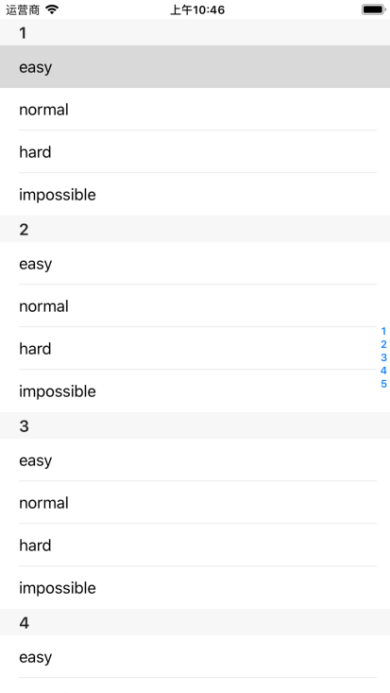 运营商 上午10:46
1
easy
normal
hard
impossible
2
easy
normal
hard
impossible
3
easy
normal
hard
impossible
4
easy
1
2
3
4
5